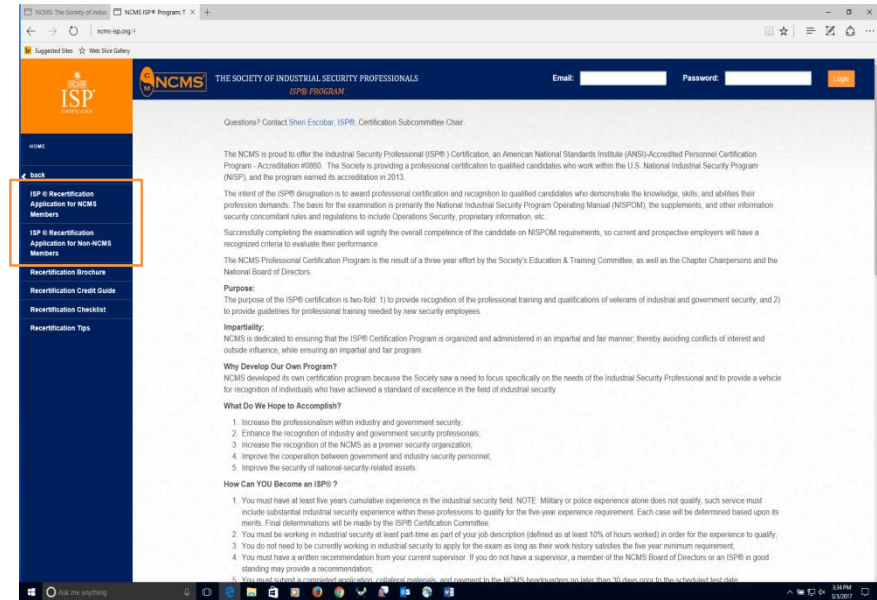 NCMS: The Society of Indus
NCMS ISP® Program: T
ncms-isp.org/#
Suggested Sites
Web Slice Gallery
NCMS
ISP®
CERTIFICATION
NCMS
THE SOCIETY OF INDUSTRIAL SECURITY PROFESSIONALS
ISP® PROGRAM
Email:
Password:
Login
HOME
back
ISP ® Recertification
Application for NCMS
Members
ISP ® Recertification
Application for Non-NCMS
Members
Recertification Brochure
Recertification Credit Guide
Recertification Checklist
Recertification Tips
Questions? Contact Sheri Escobar, ISP®, Certification Subcommittee Chair.
The NCMS is proud to offer the Industrial Security Professional (ISP® ) Certification, an American National Standards Institute (ANSI)-Accredited Personnel Certification
Program - Accreditation #0860. The Society is providing a professional certification to qualified candidates who work within the U.S. National Industrial Security Program
(NISP), and the program earned its accreditation in 2013.
The intent of the ISP® designation is to award professional certification and recognition to qualified candidates who demonstrate the knowledge, skills, and abilities their
profession demands. The basis for the examination is primarily the National Industrial Security Program Operating Manual (NISPOM), the supplements, and other information
security concomitant rules and regulations to include Operations Security, proprietary information, etc.
Successfully completing the examination will signify the overall competence of the candidate on NISPOM requirements, so current and prospective employers will have a
recognized criteria to evaluate their performance.
The NCMS Professional Certification Program is the result of a three year effort by the Society's Education & Training Committee, as well as the Chapter Chairpersons and the
National Board of Directors.
Purpose:
The purpose of the ISP® certification is two-fold: 1) to provide recognition of the professional training and qualifications of veterans of industrial and government security, and 2)
to provide guidelines for professional training needed by new security employees.
Impartiality:
NCMS is dedicated to ensuring that the ISP® Certification Program is organized and administered in an impartial and fair manner; thereby avoiding conflicts of interest and
outside influence, while ensuring an impartial and fair program.
Why Develop Our Own Program?
NCMS developed its own certification program because the Society saw a need to focus specifically on the needs of the Industrial Security Professional and to provide a vehicle
for recognition of individuals who have achieved a standard of excellence in the field of industrial security.
What Do We Hope to Accomplish?
1. Increase the professionalism within industry and government security;
2. Enhance the recognition of industry and government security professionals;
3. Increase the recognition of the NCMS as a premier security organization;
4. Improve the cooperation between government and industry security personnel;
5. Improve the security of national-security-related assets.
How Can YOU Become an ISP® ?
1. You must have at least five years cumulative experience in the industrial security field. NOTE: Military or police experience alone does not qualify; such service must
include substantial industrial security experience within these professions to qualify for the five-year experience requirement. Each case will be determined based upon its
merits. Final determinations will be made by the ISP® Certification Committee;
2. You must be working in industrial security at least part-time as part of your job description (defined as at least 10% of hours worked) in order for the experience to qualify;
3. You do not need to be currently working in industrial security to apply for the exam as long as their work history satisfies the five year minimum requirement;
4. You must have a written recommendation from your current supervisor. If you do not have a supervisor, a member of the NCMS Board of Directors or an ISP® in good
standing may provide a recommendation;
5. You must submit a completed application, collateral materials, and payment to the NCMS headquarters no later than 30 days prior to the scheduled test date
Ask me anything
3:34 PM
3/3/2017